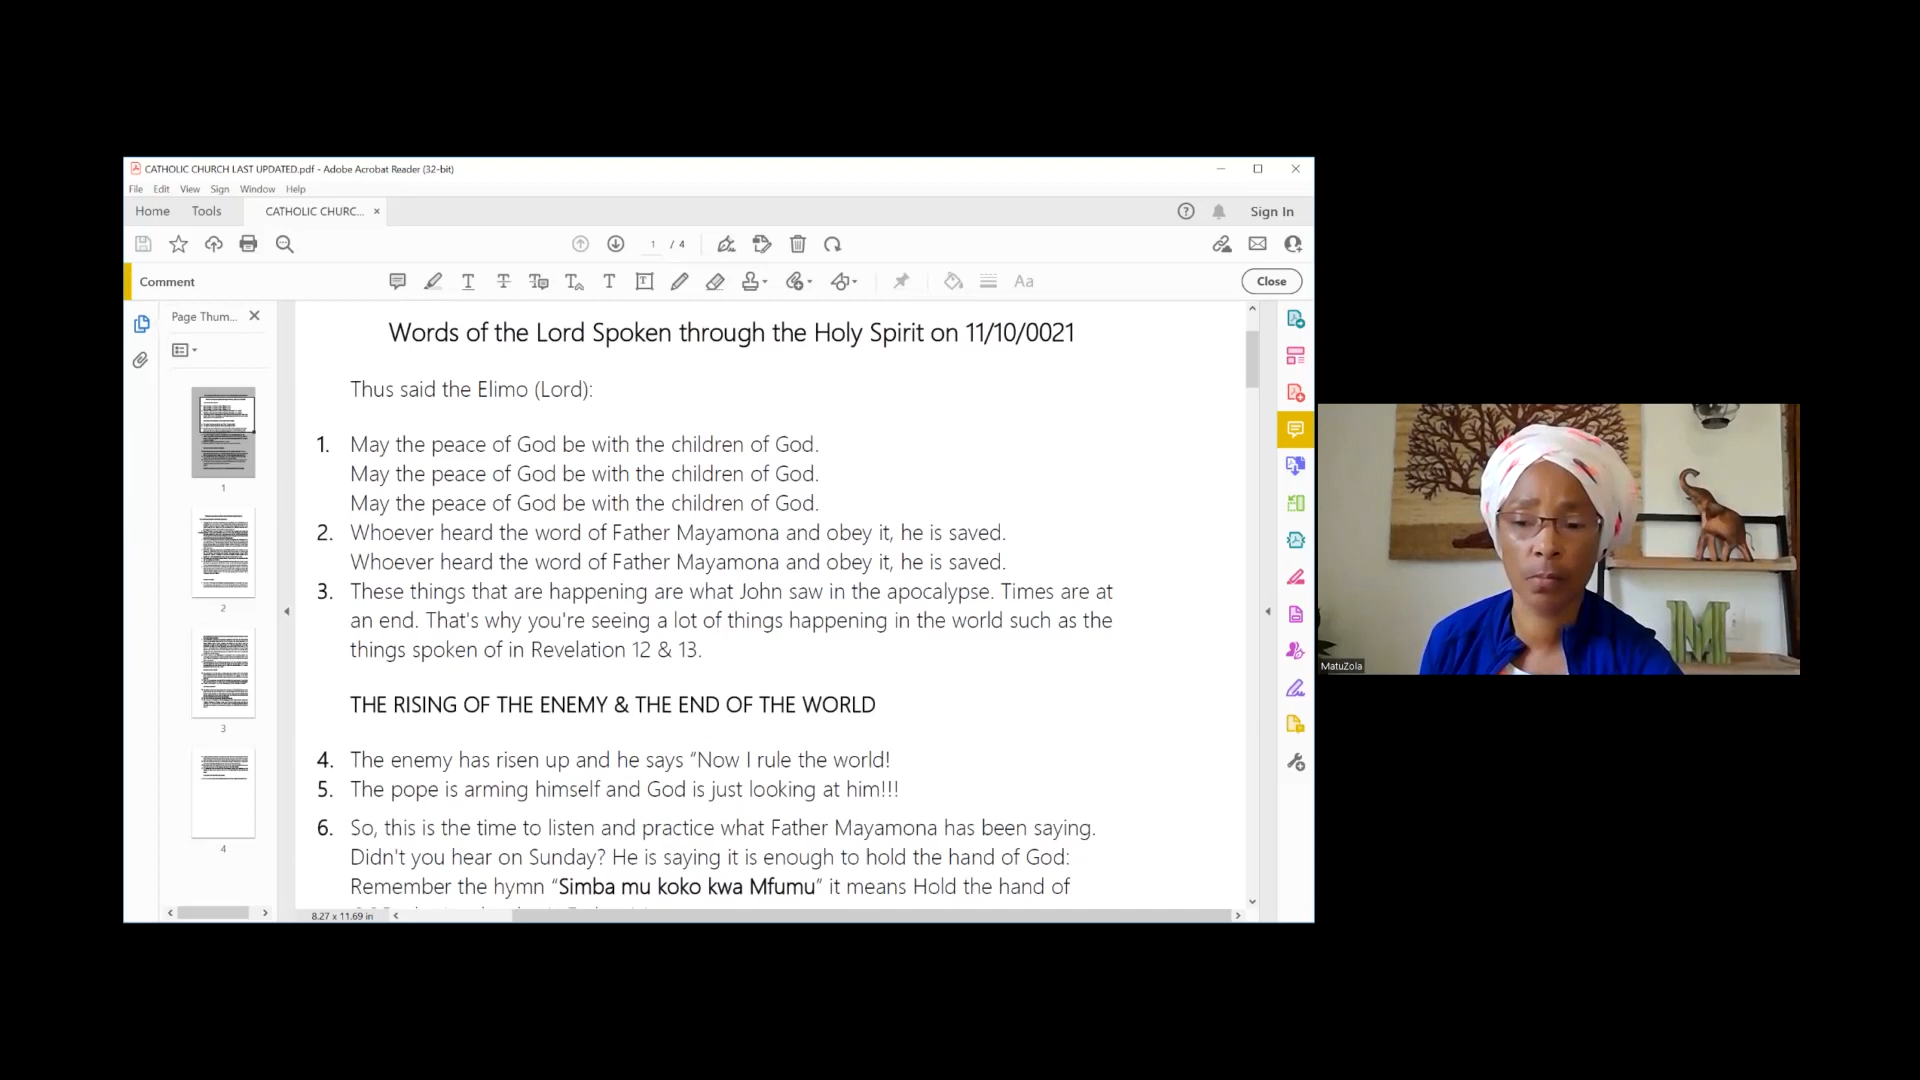 CATHOLIC CHURCH LAST UPDATED.pdf - Adobe Acrobat Reader (32-bit)
File Edit View Sign Window Help
Home Tools CATHOLIC CHURC... × Sign In
1 / 4
Comment Close
Aa
Page Thum...
1
2
3
4
Words of the Lord Spoken through the Holy Spirit on 11/10/0021
Thus said the Elimo (Lord):
1. May the peace of God be with the children of God.
May the peace of God be with the children of God.
May the peace of God be with the children of God.
2. Whoever heard the word of Father Mayamona and obey it, he is saved.
Whoever heard the word of Father Mayamona and obey it, he is saved.
3. These things that are happening are what John saw in the apocalypse. Times are at
an end. That's why you're seeing a lot of things happening in the world such as the
things spoken of in Revelation 12 & 13.
THE RISING OF THE ENEMY & THE END OF THE WORLD
4. The enemy has risen up and he says “Now I rule the world!
5. The pope is arming himself and God is just looking at him!!!
6. So, this is the time to listen and practice what Father Mayamona has been saying.
Didn't you hear on Sunday? He is saying it is enough to hold the hand of God:
Remember the hymn “Simba mu koko kwa Mfumu” it means Hold the hand of
8.27 x 11.69 in
MatuZola
M